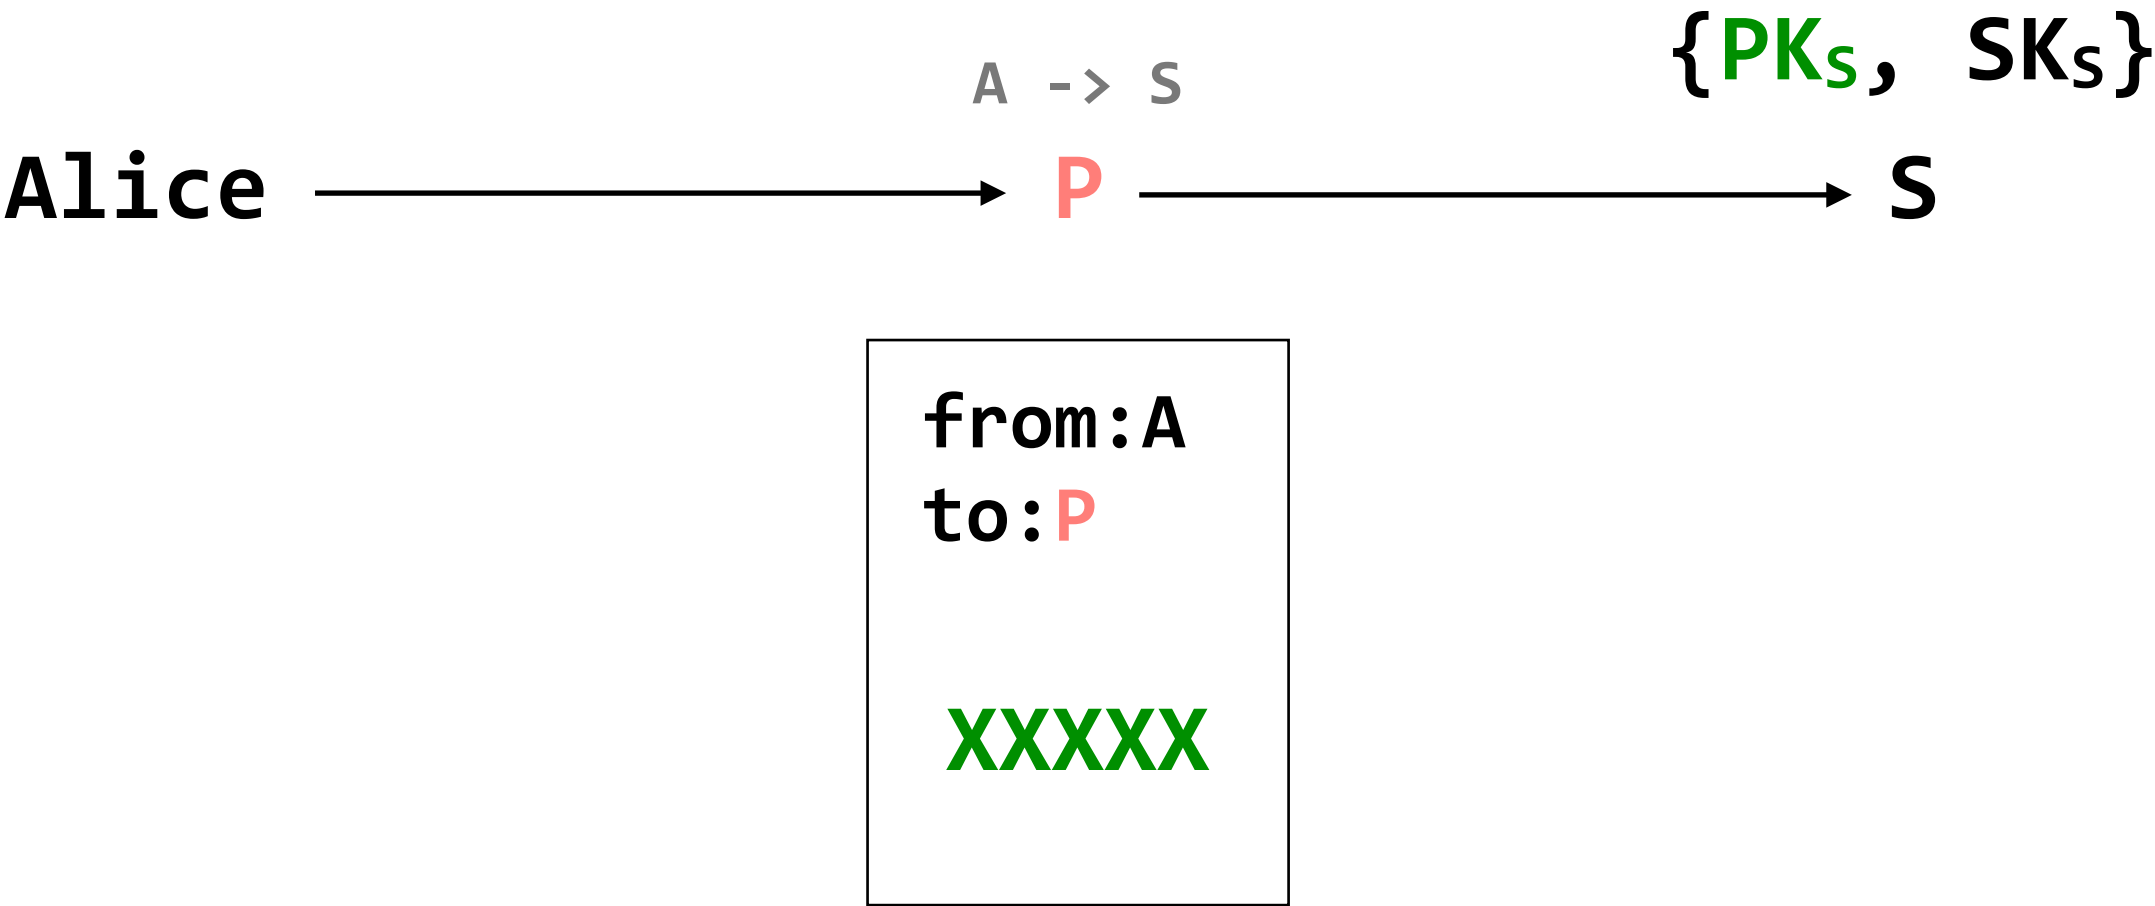 {PKS, SKS}
A -> S
Alice P S
from:A
to:P
XXXXX